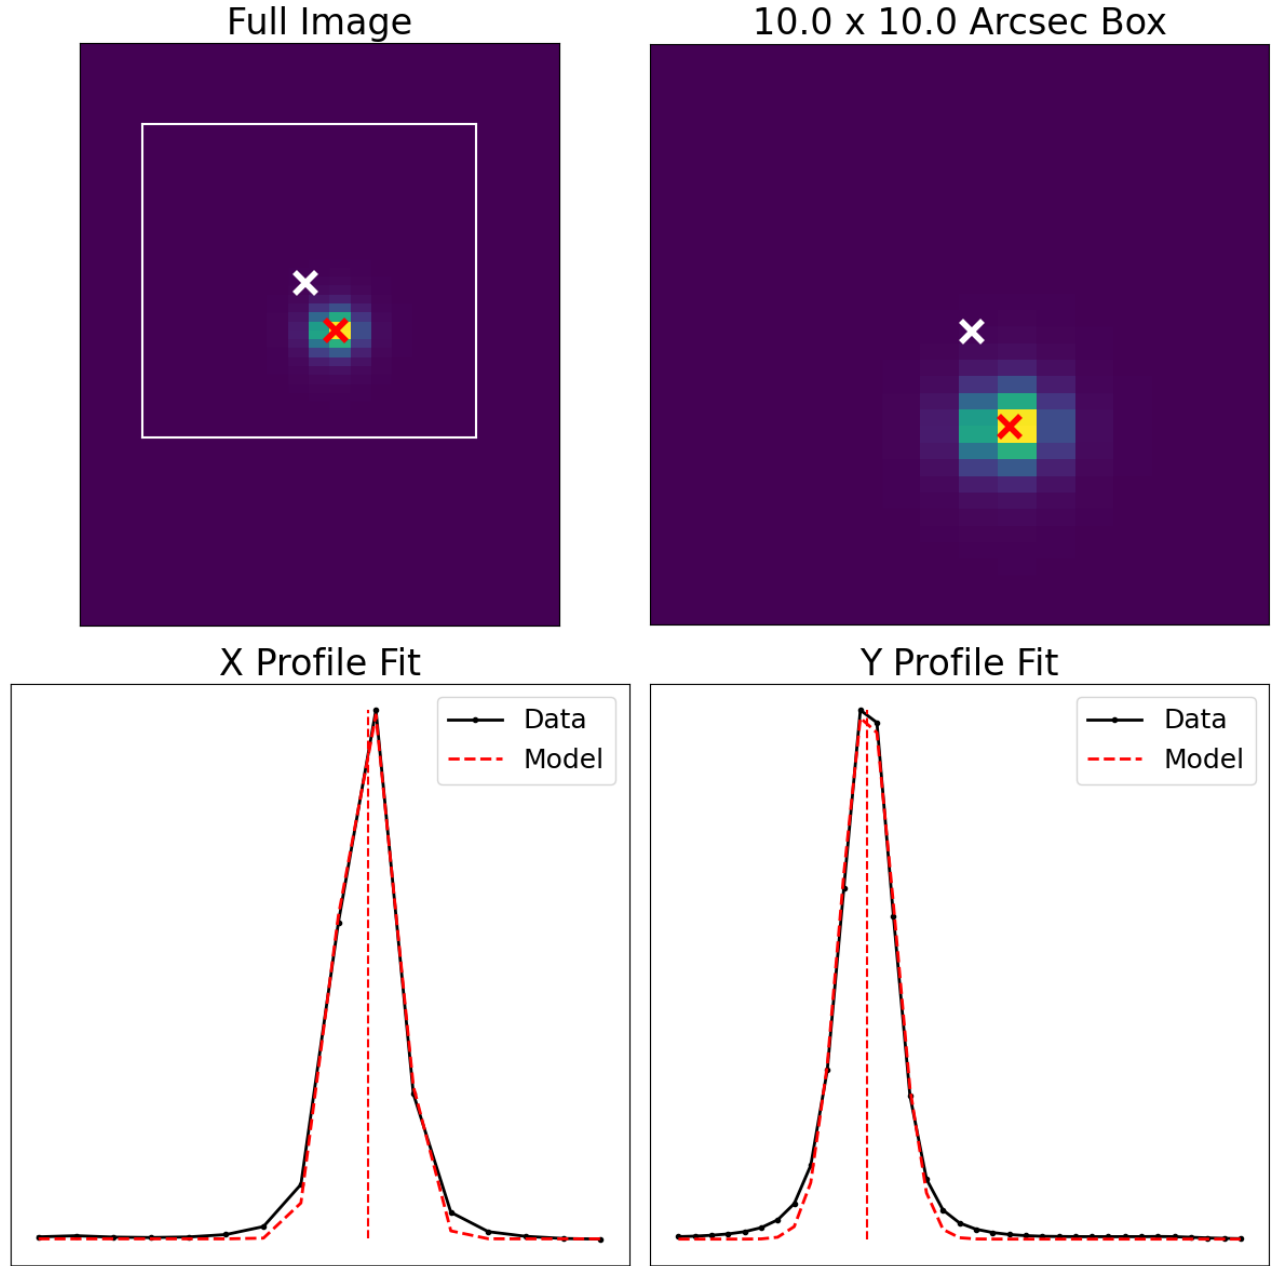 Full Image
10.0 x 10.0 Arcsec Box
X Profile Fit
Data
Model
Y Profile Fit
Data
Model